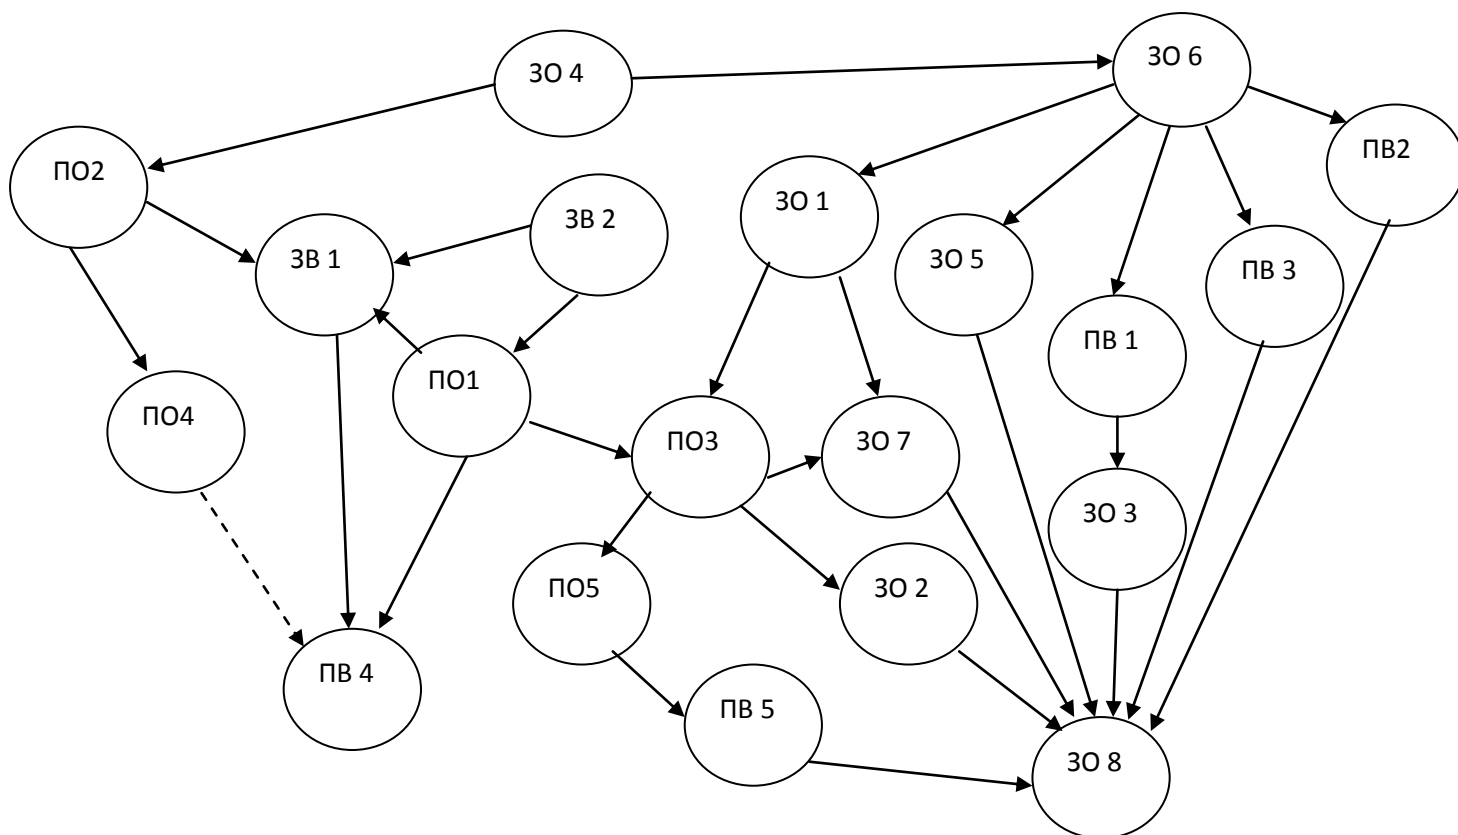 ЗО 4
ЗО 6
ПО2
ПВ2
ЗО 1
ЗВ 2
ЗВ 1
ЗО 5
ПВ 3
ПВ 1
ПО1
ПО4
ПО3
ЗО 7
ЗО 3
ПО5
ЗО 2
ПВ 4
ПВ 5
ЗО 8